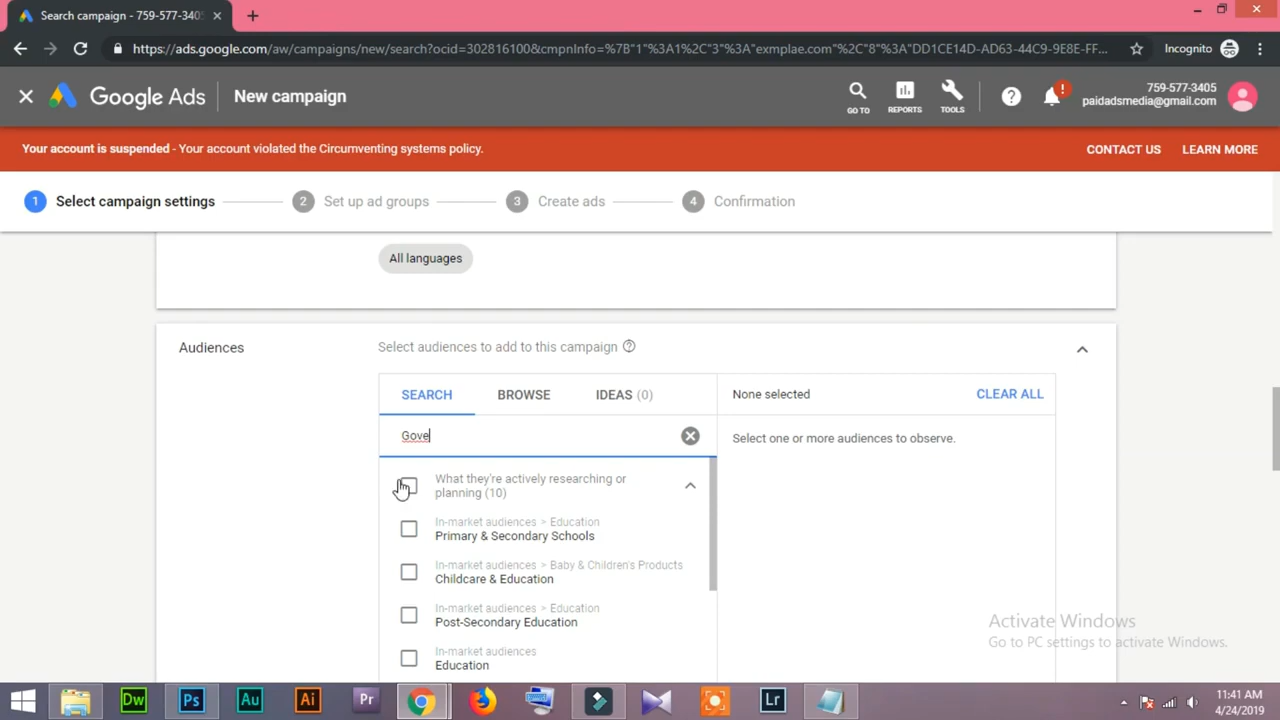 Search campaign - 759-577-3405
https://ads.google.com/aw/campaigns/new/search?ocid=302816100&cmpnInfo=%7B"1"%3A1%2C"3"%3A"exmplae.com"%2C"8"%3A"DD1CE14D-AD63-44C9-9E8E-FF...
Incognito
Google Ads
New campaign
GO TO
REPORTS
TOOLS
759-577-3405
paidadsmedia@gmail.com
Your account is suspended - Your account violated the Circumventing systems policy.
CONTACT US
LEARN MORE
1 Select campaign settings
2 Set up ad groups
3 Create ads
4 Confirmation
All languages
Audiences
Select audiences to add to this campaign
SEARCH
BROWSE
IDEAS (0)
None selected
CLEAR ALL
Gove
Select one or more audiences to observe.
What they're actively researching or
planning (10)
In-market audiences > Education
Primary & Secondary Schools
In-market audiences > Baby & Children's Products
Childcare & Education
In-market audiences > Education
Post-Secondary Education
In-market audiences
Education
Activate Windows
Go to PC settings to activate Windows.
Dw
Ps
Au
Ai
Pr
Lr
11:41 AM
4/24/2019